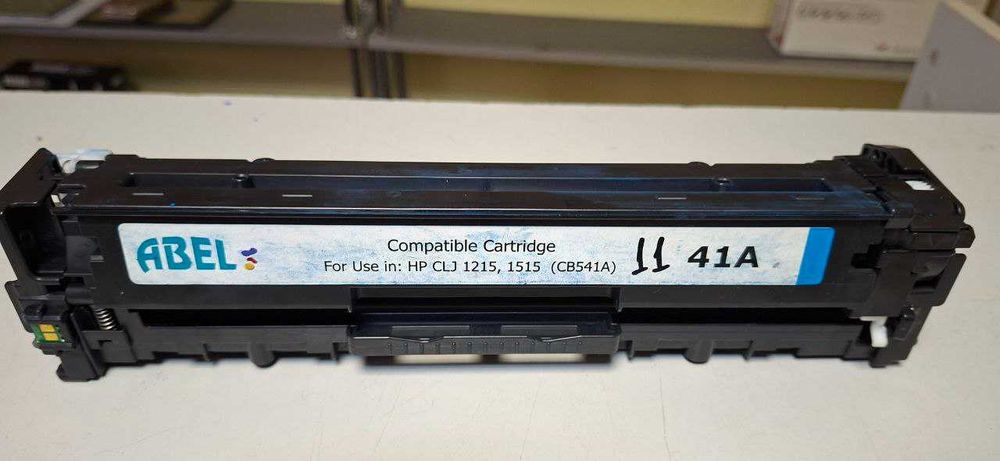 ABEL
Compatible Cartridge
For Use in: HP CLJ 1215, 1515 (CB541A)
11 41A